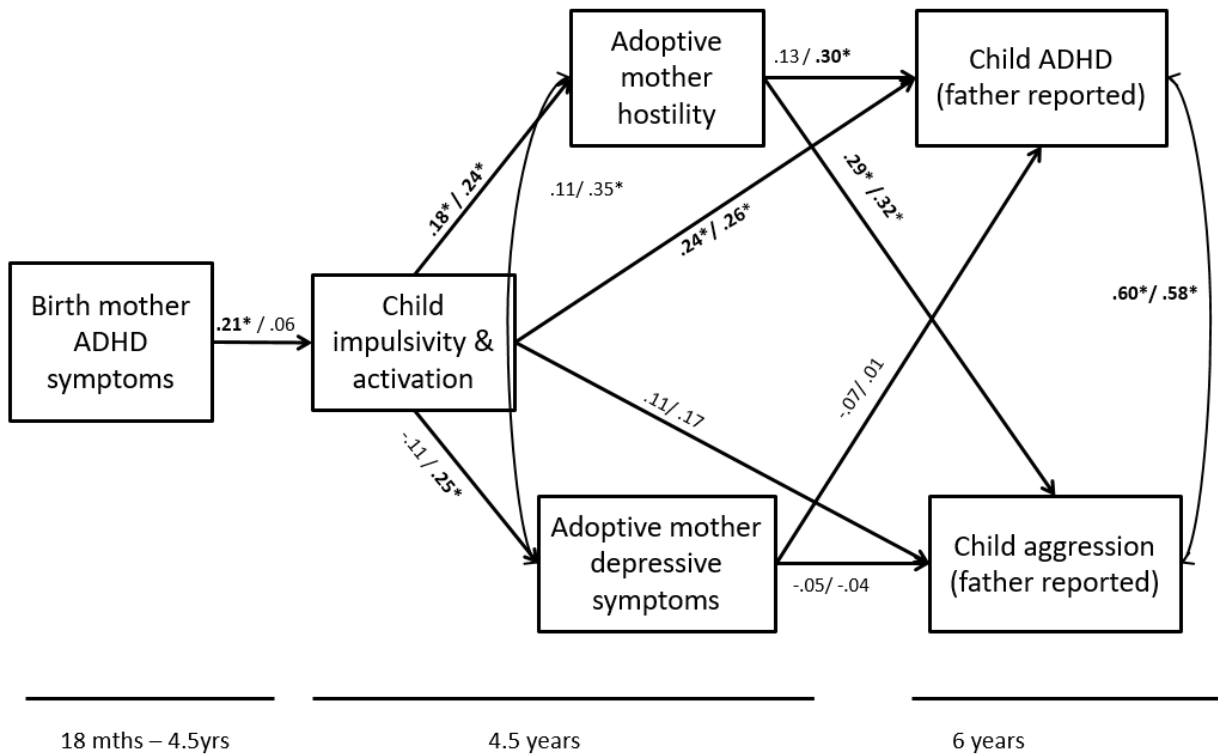 Adoptive
mother
hostility
.13 / .30*
Child ADHD
(father reported)
.18* / .24*
.11/ .35*
.29* /.32*
.24*/ .26*
Birth mother
ADHD
symptoms
.21* / .06
Child
impulsivity &
activation
.60*/ .58*
-.07/ .01
.11/ .17
-.11 / .25*
Adoptive mother
depressive
symptoms
-.05/ -.04
Child aggression
(father reported)
18 mths – 4.5yrs
4.5 years
6 years